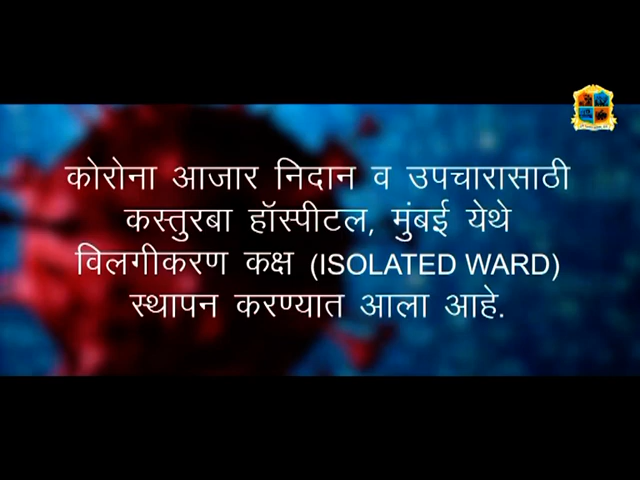 कोरोना आजार निदान व उपचारासाठी
कस्तुरबा हॉस्पीटल, मुंबई येथे
विलगीकरण कक्ष (ISOLATED WARD)
स्थापन करण्यात आला आहे.